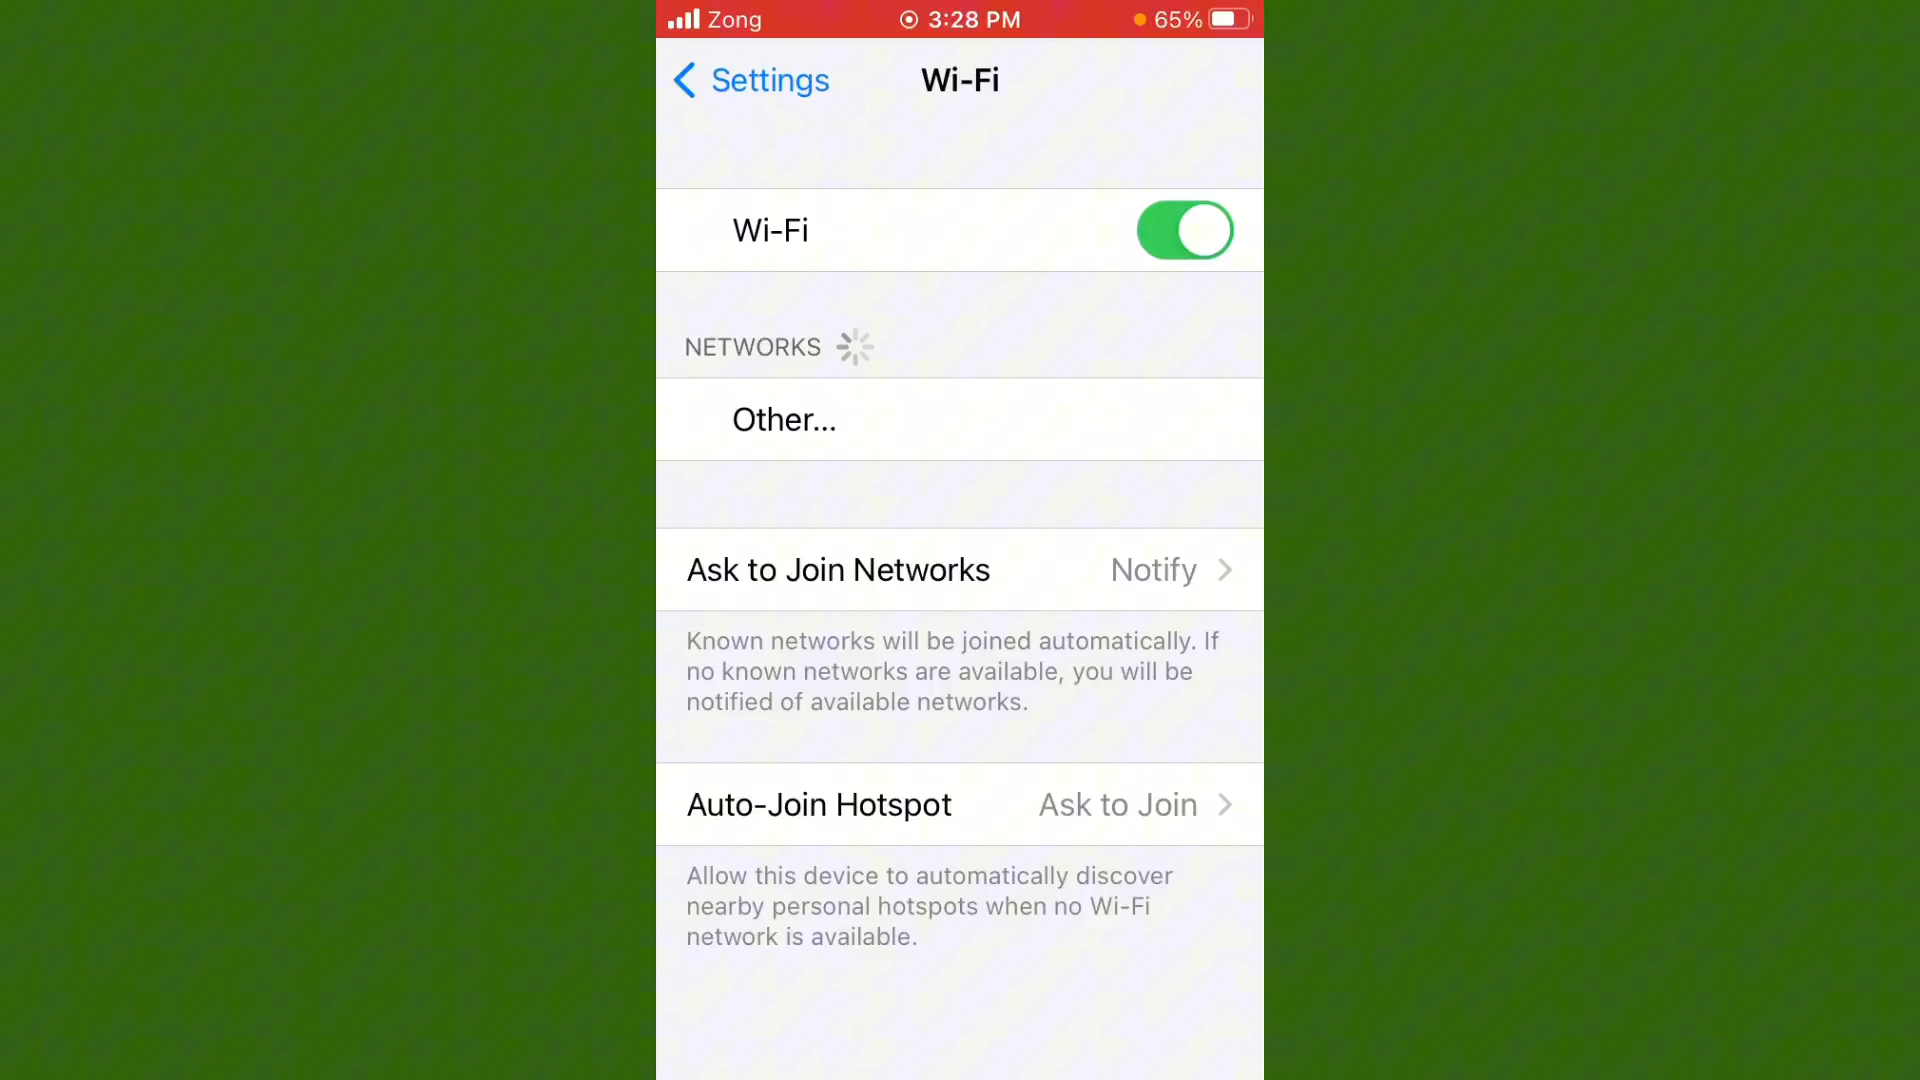 Zong 3:28 PM 65%
Settings Wi-Fi
Wi-Fi
NETWORKS
Other...
Ask to Join Networks Notify
Known networks will be joined automatically. If
no known networks are available, you will be
notified of available networks.
Auto-Join Hotspot Ask to Join
Allow this device to automatically discover
nearby personal hotspots when no Wi-Fi
network is available.